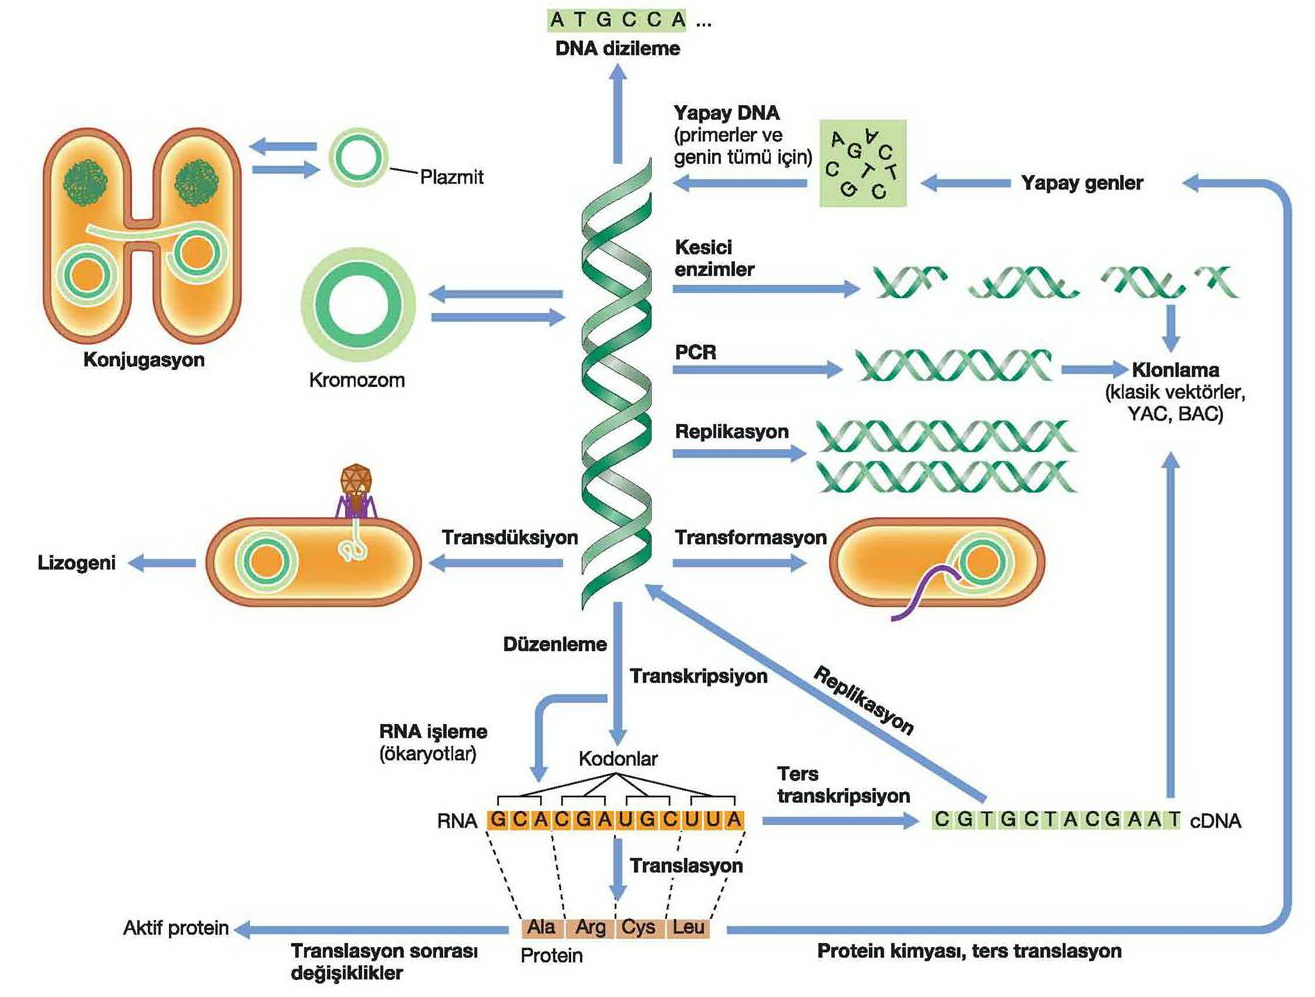 A T G C C A ...
DNA dizileme
Yapay DNA
(primerler ve
genin tümü için)
A A G C C T T G C
Yapay genler
Plazmit
Kesici
enzimler
Konjugasyon
Kromozom
PCR
Klonlama
(klasik vektörler,
YAC, BAC)
Replikasyon
Lizogeni
Transdüksiyon
Transformasyon
Düzenleme
Transkripsiyon
Replikasyon
RNA işleme
(ökaryotlar)
Kodonlar
Ters
transkripsiyon
RNA G C A C G A U G C U U A
C G T G C T A C G A A T cDNA
Translasyon
Aktif protein
Ala Arg Cys Leu
Protein
Translasyon sonrası
değişiklikler
Protein kimyası, ters translasyon